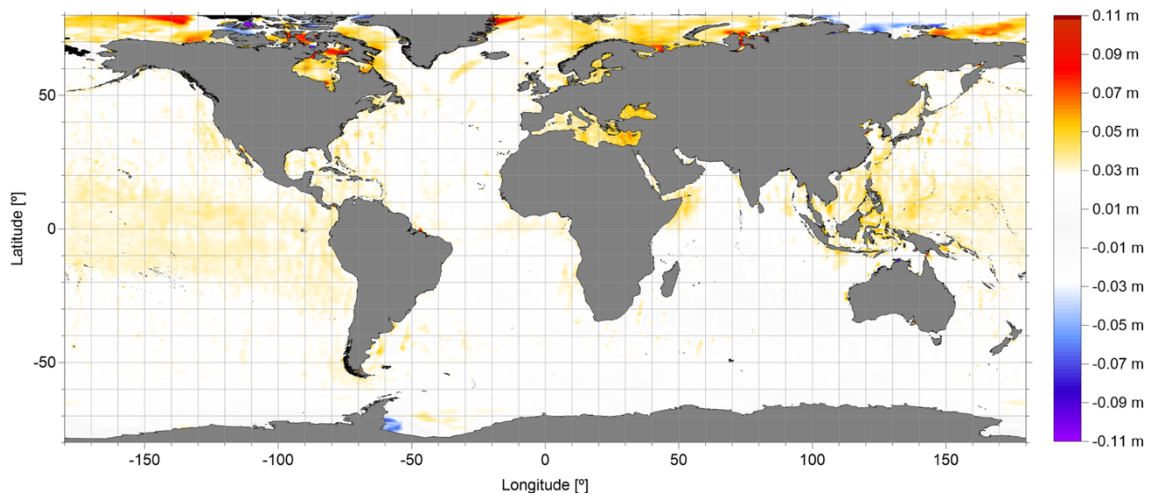 0.11 m
0.09 m
0.07 m
0.05 m
0.03 m
0.01 m
-0.01 m
-0.03 m
-0.05 m
-0.07 m
-0.09 m
-0.11 m
50
0
-50
Latitude [º]
-150
-100
-50
0
50
100
150
Longitude [º]